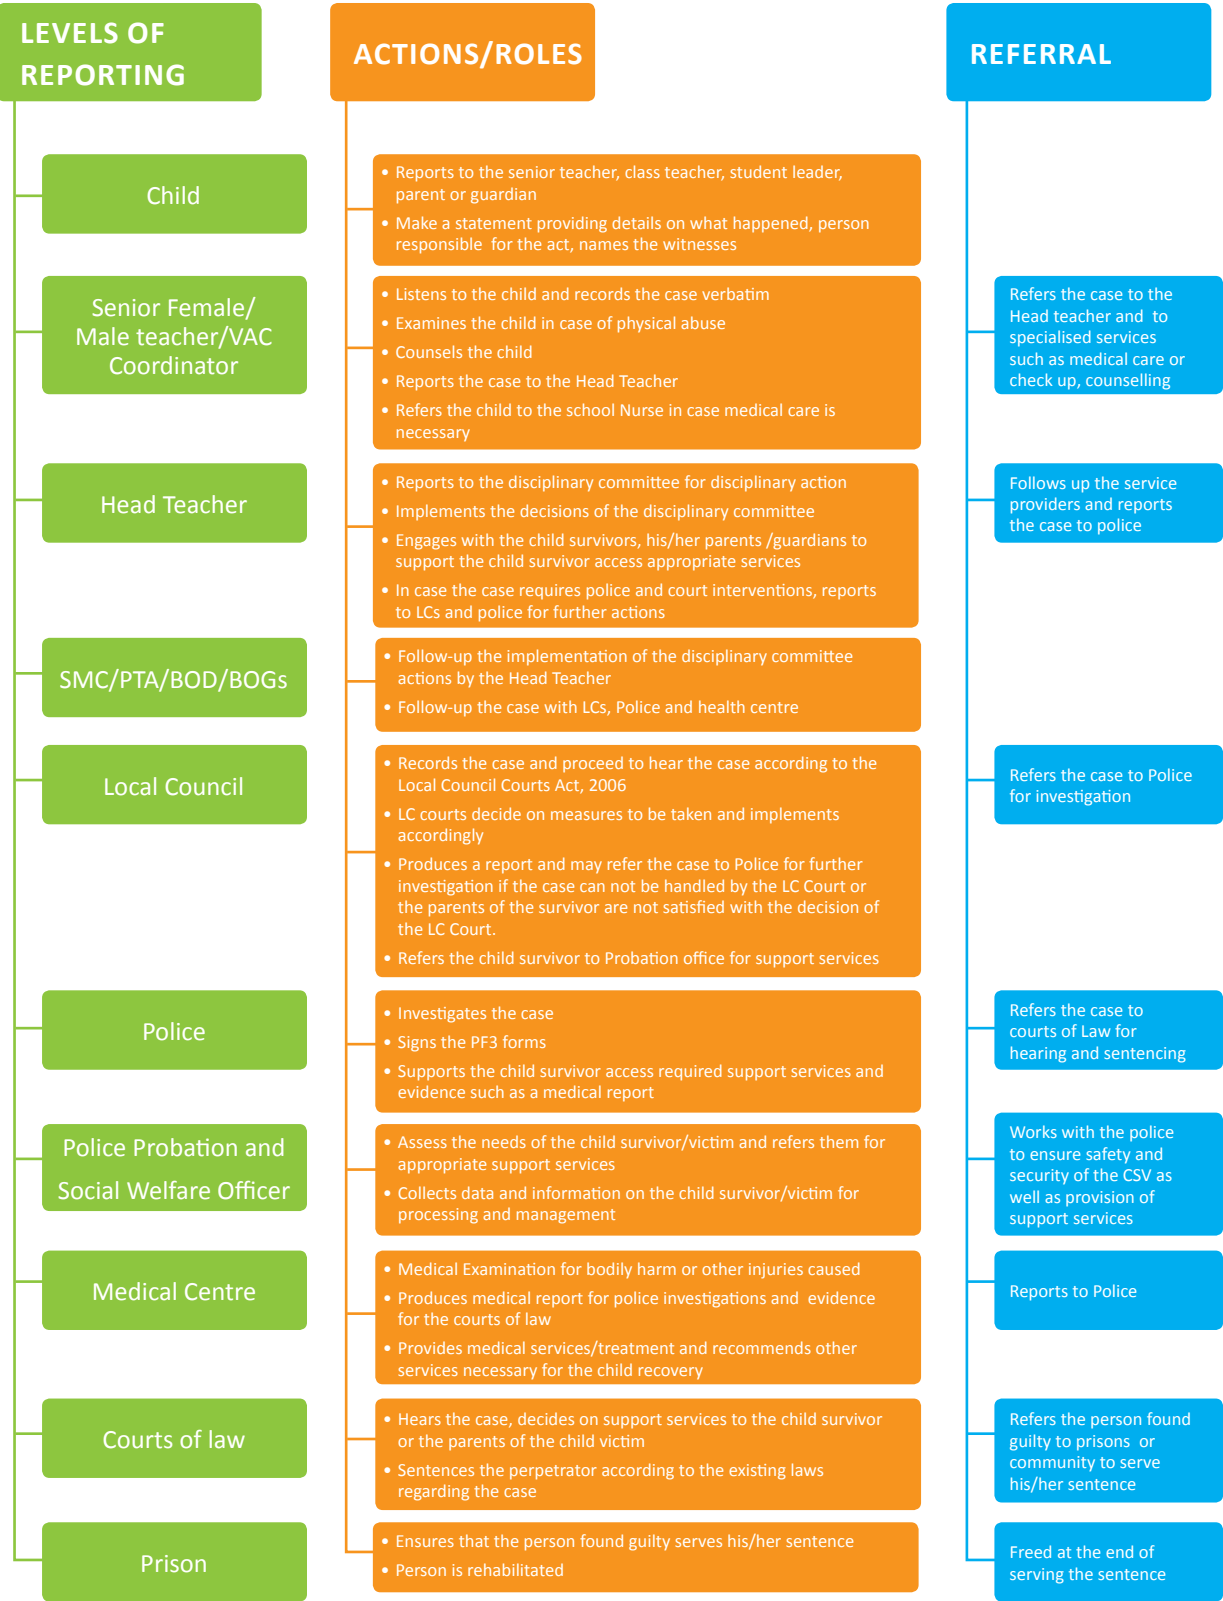 LEVELS OF
REPORTING
ACTIONS/ROLES
REFERRAL
Child
• Reports to the senior teacher, class teacher, student leader,
parent or guardian
• Make a statement providing details on what happened, person
responsible for the act, names the witnesses
Senior Female/
Male teacher/VAC
Coordinator
• Listens to the child and records the case verbatim
• Examines the child in case of physical abuse
• Counsels the child
• Reports the case to the Head Teacher
• Refers the child to the school Nurse in case medical care is
necessary
Refers the case to the
Head teacher and to
specialised services
such as medical care or
check up, counselling
Head Teacher
• Reports to the disciplinary committee for disciplinary action
• Implements the decisions of the disciplinary committee
• Engages with the child survivors, his/her parents /guardians to
support the child survivor access appropriate services
• In case the case requires police and court interventions, reports
to LCs and police for further actions
Follows up the service
providers and reports
the case to police
SMC/PTA/BOD/BOGs
• Follow-up the implementation of the disciplinary committee
actions by the Head Teacher
• Follow-up the case with LCs, Police and health centre
Local Council
• Records the case and proceed to hear the case according to the
Local Council Courts Act, 2006
• LC courts decide on measures to be taken and implements
accordingly
• Produces a report and may refer the case to Police for further
investigation if the case can not be handled by the LC Court or
the parents of the survivor are not satisfied with the decision of
the LC Court.
• Refers the child survivor to Probation office for support services
Refers the case to Police
for investigation
Police
• Investigates the case
• Signs the PF3 forms
• Supports the child survivor access required support services and
evidence such as a medical report
Refers the case to
courts of Law for
hearing and sentencing
Police Probation and
Social Welfare Officer
• Assess the needs of the child survivor/victim and refers them for
appropriate support services
• Collects data and information on the child survivor/victim for
processing and management
Works with the police
to ensure safety and
security of the CSV as
well as provision of
support services
Medical Centre
• Medical Examination for bodily harm or other injuries caused
• Produces medical report for police investigations and evidence
for the courts of law
• Provides medical services/treatment and recommends other
services necessary for the child recovery
Reports to Police
Courts of law
• Hears the case, decides on support services to the child survivor
or the parents of the child victim
• Sentences the perpetrator according to the existing laws
regarding the case
Refers the person found
guilty to prisons or
community to serve
his/her sentence
Prison
• Ensures that the person found guilty serves his/her sentence
• Person is rehabilitated
Freed at the end of
serving the sentence